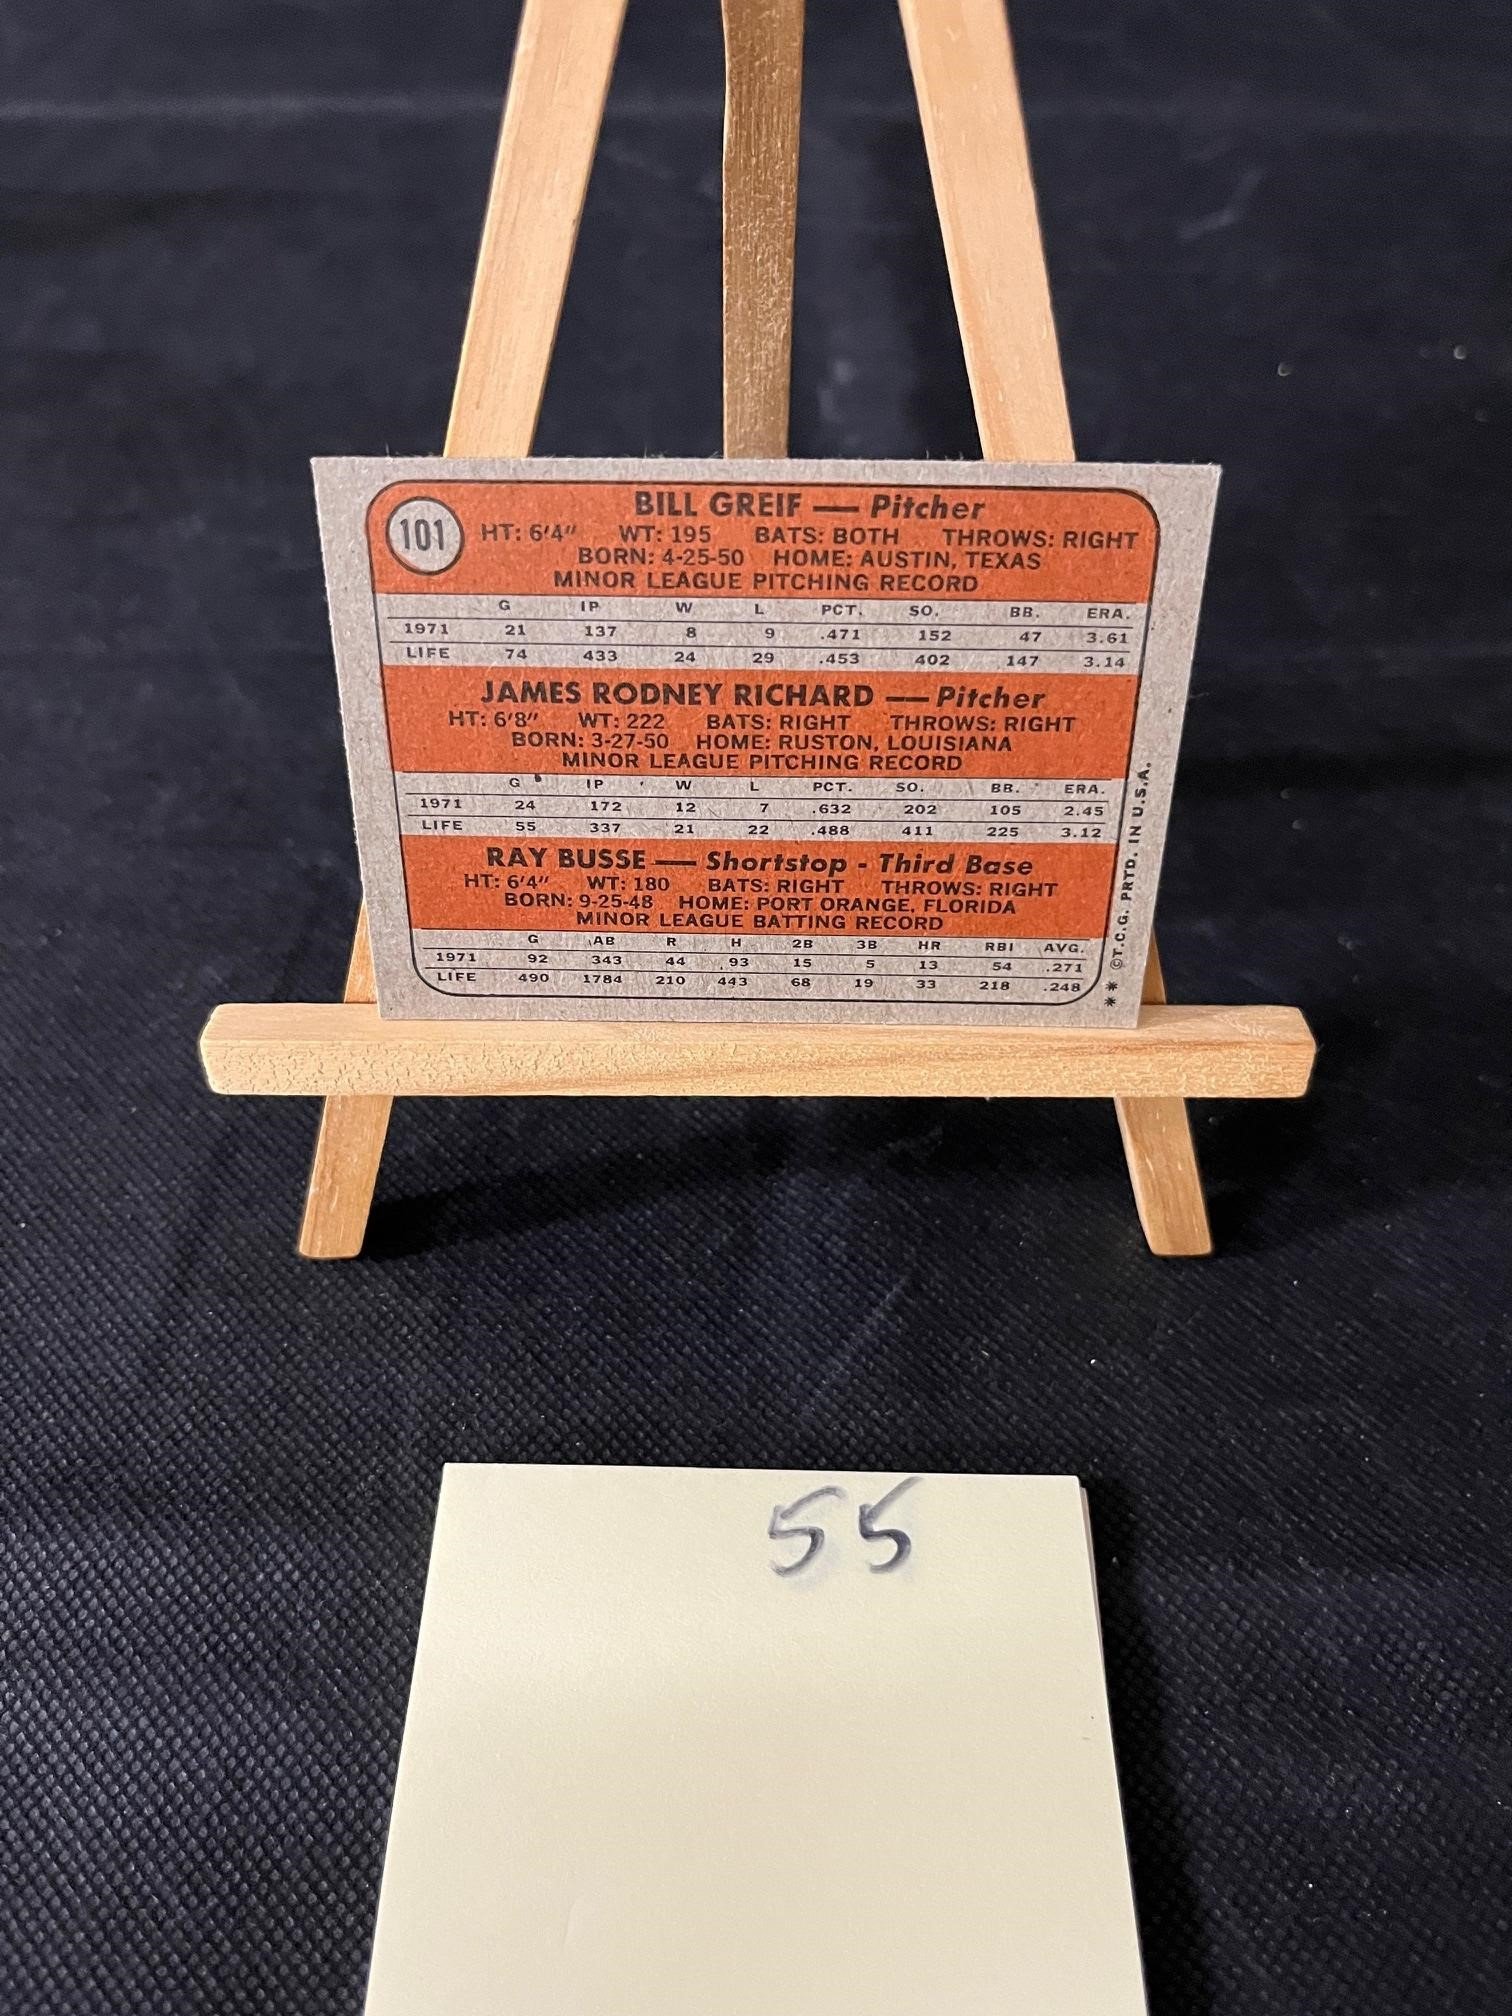 101
BILL GREIF — Pitcher
HT: 6'4" WT: 195 BATS: BOTH THROWS: RIGHT
BORN: 4-25-50 HOME: AUSTIN, TEXAS
MINOR LEAGUE PITCHING RECORD
G IP W L PCT. SO. BB. ERA.
1971 21 137 8 9 .471 152 47 3.61
LIFE 74 433 24 29 .453 402 147 3.14
JAMES RODNEY RICHARD — Pitcher
HT: 6'8" WT: 222 BATS: RIGHT THROWS: RIGHT
BORN: 3-27-50 HOME: RUSTON, LOUISIANA
MINOR LEAGUE PITCHING RECORD
G IP W L PCT. SO. BB. ERA.
1971 24 172 12 7 .632 202 105 2.45
LIFE 55 337 21 22 .488 411 225 3.12
RAY BUSSE — Shortstop - Third Base
HT: 6'4" WT: 180 BATS: RIGHT THROWS: RIGHT
BORN: 9-25-48 HOME: PORT ORANGE, FLORIDA
MINOR LEAGUE BATTING RECORD
G AB R H 2B 3B HR RBI AVG.
1971 92 343 44 93 15 5 13 54 .271
LIFE 490 1784 210 443 68 19 33 218 .248
** ©T.C.G. PRTD. IN U.S.A.
55